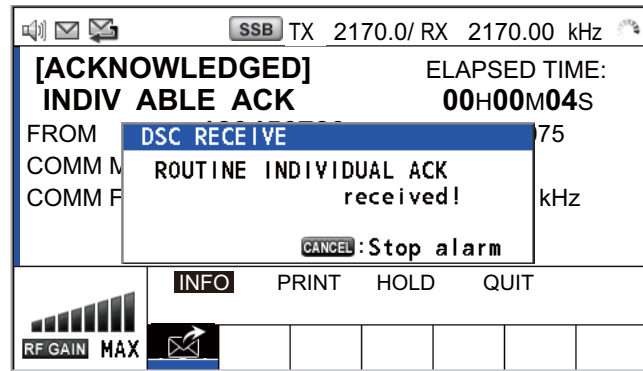 SSB TX 2170.0/ RX 2170.00 kHz
[ACKNOWLEDGED] ELAPSED TIME:
INDIV ABLE ACK 00H00M04S
FROM 75
COMM M
COMM F kHz
DSC RECEIVE
ROUTINE INDIVIDUAL ACK
received!
CANCEL:Stop alarm
INFO PRINT HOLD QUIT
RF GAIN MAX